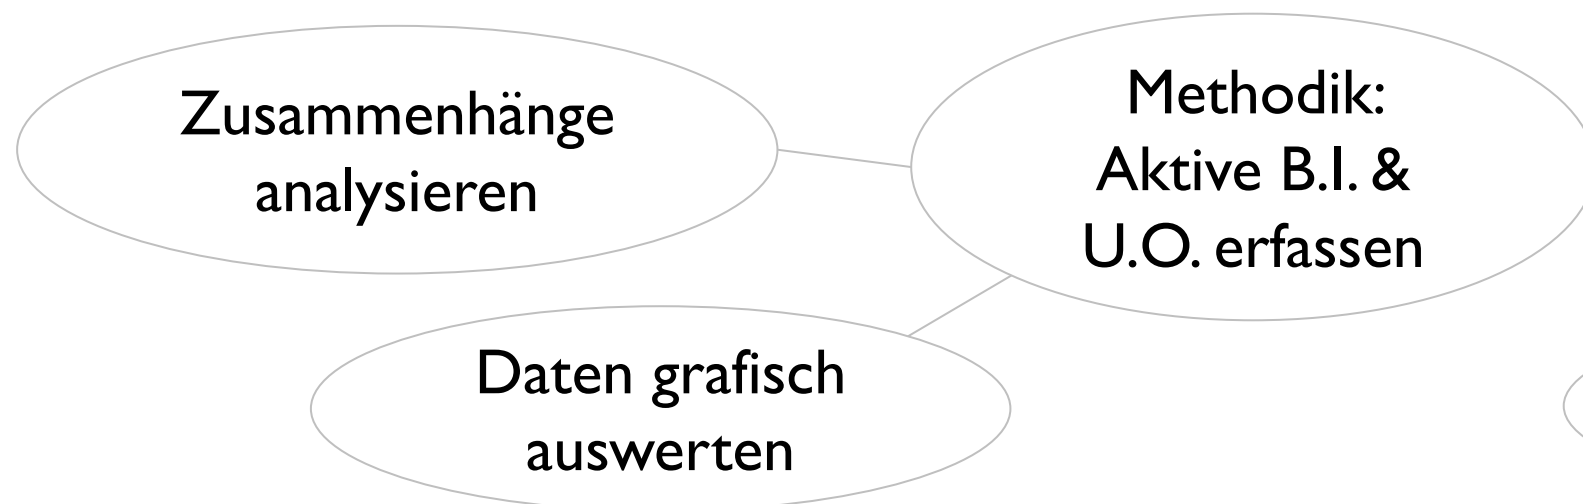 Zusammenhänge
analysieren
Methodik:
Aktive B.I. &
U.O. erfassen
Daten grafisch
auswerten